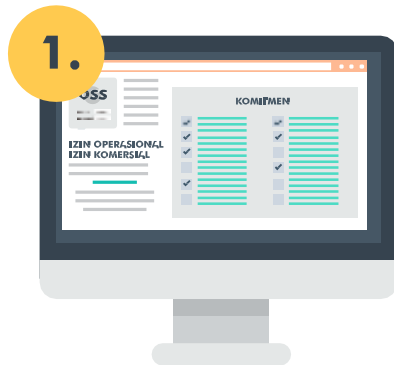 1.
OSS
IZIN OPERASIONAL
IZIN KOMERSIAL
KOMITMEN